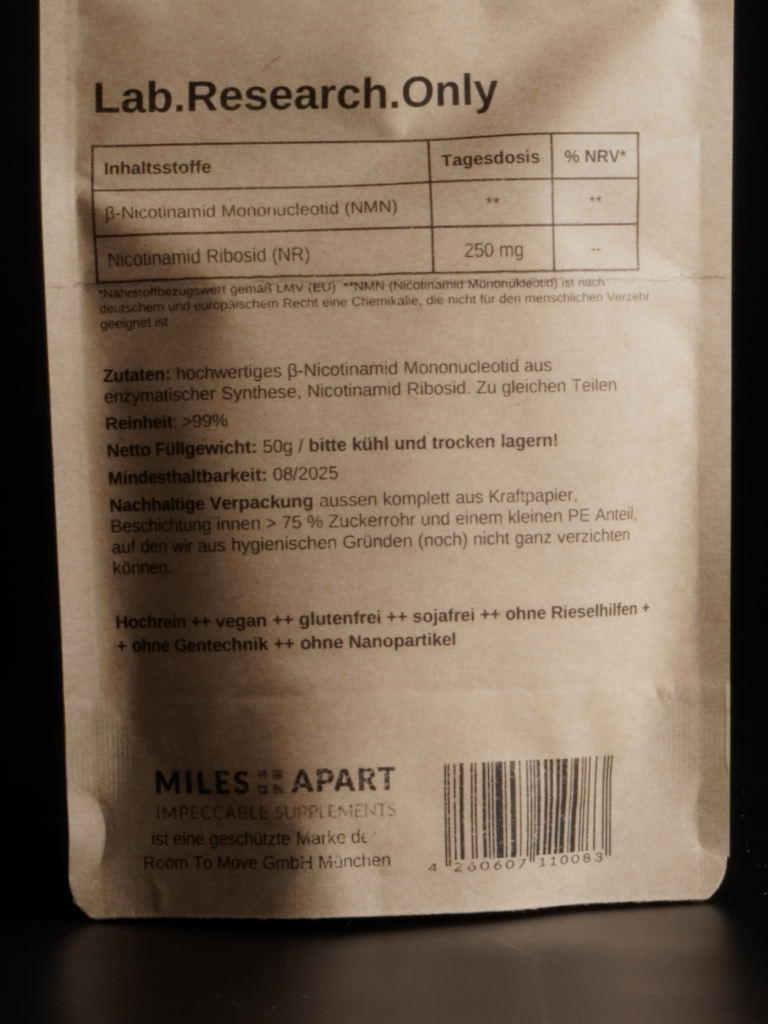 Lab.Research.Only
Inhaltsstoffe Tagesdosis % NRV*
β-Nicotinamid Mononucleotid (NMN) ** **
Nicotinamid Ribosid (NR) 250 mg --
*Nährstoffbezugswert gemäß LMV (EU) **NMN (Nicotinamid Mononukleotid) ist nach
deutschem und europäischem Recht eine Chemikalie, die nicht für den menschlichen Verzehr
geeignet ist
Zutaten: hochwertiges β-Nicotinamid Mononucleotid aus
enzymatischer Synthese, Nicotinamid Ribosid. Zu gleichen Teilen
Reinheit: >99%
Netto Füllgewicht: 50g / bitte kühl und trocken lagern!
Mindesthaltbarkeit: 08/2025
Nachhaltige Verpackung aussen komplett aus Kraftpapier,
Beschichtung innen > 75 % Zuckerrohr und einem kleinen PE Anteil,
auf den wir aus hygienischen Gründen (noch) nicht ganz verzichten
können.
Hochrein ++ vegan ++ glutenfrei ++ sojafrei ++ ohne Rieselhilfen +
+ ohne Gentechnik ++ ohne Nanopartikel
MILES APART
IMPECCABLE SUPPLEMENTS
ist eine geschützte Marke
Room To Move GmbH München
4 260607 110083